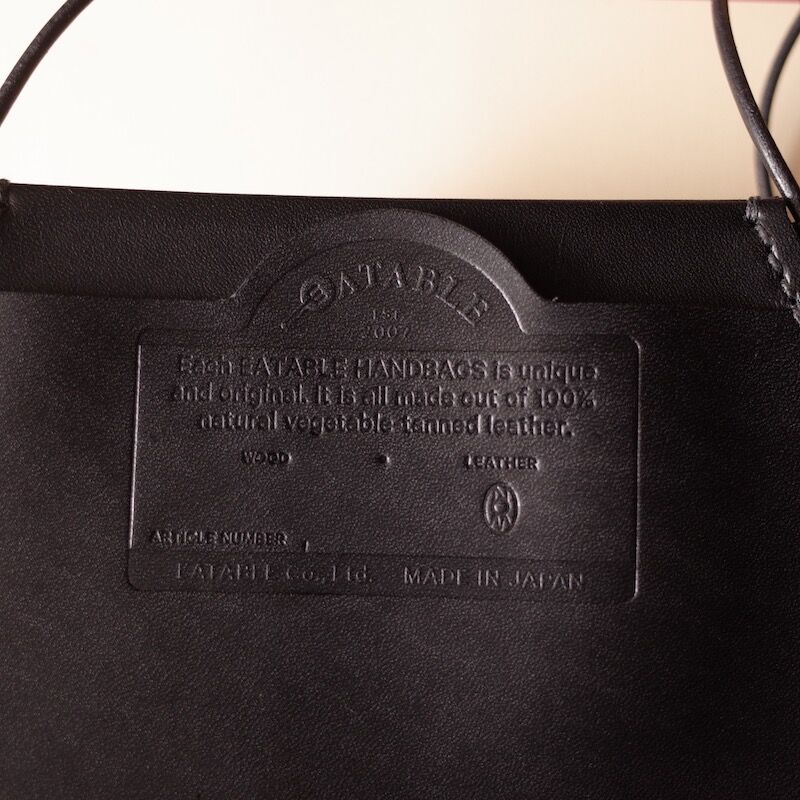 EATABLE
EST
2007
Each EATABLE HANDBAGS is unique
and original. It is all made out of 100%
natural vegetable tanned leather.
WOOD • LEATHER
ARTICLE NUMBER
EATABLE Co., Ltd. MADE IN JAPAN